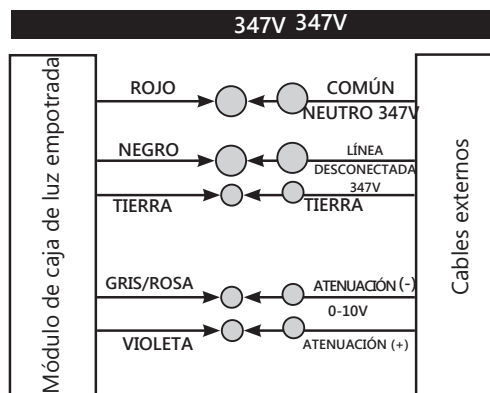 347V 347V
Módulo de caja de luz empotrada
ROJO
COMÚN
NEUTRO 347V
NEGRO
LÍNEA
DESCONECTADA
347V
TIERRA
TIERRA
GRIS/ROSA
ATENUACIÓN (-)
0-10V
VIOLETA
ATENUACIÓN (+)
Cables externos